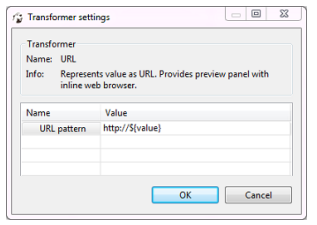 Transformer settings
Transformer
Name: URL
Info: Represents value as URL. Provides preview panel with
inline web browser.
Name Value
URL pattern http://${value}
OK Cancel